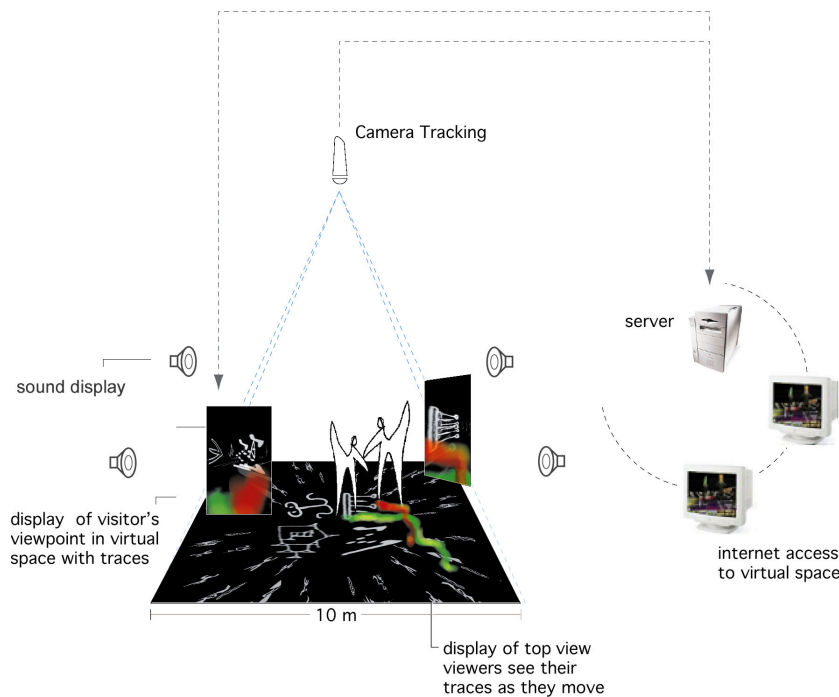 Camera Tracking
server
sound display
display of visitor's
viewpoint in virtual
space with traces
internet access
to virtual space
10 m
display of top view
viewers see their
traces as they move